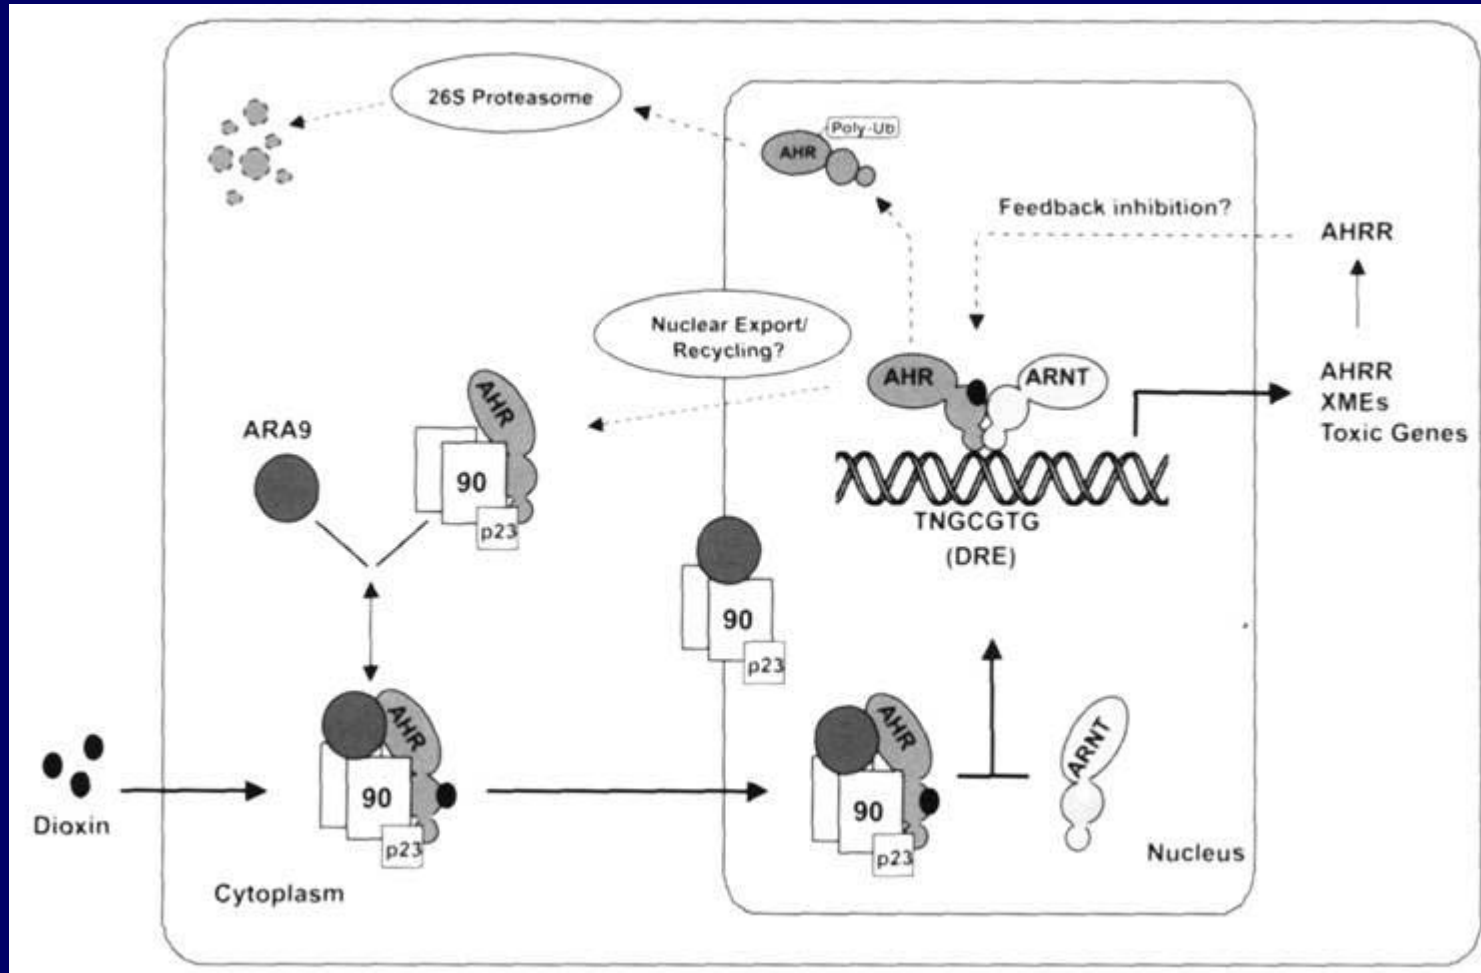 26S Proteasome
Poly-Ub
AHR
Feedback inhibition?
AHRR
Nuclear Export/
Recycling?
AHR
ARNT
AHRR
XMEs
Toxic Genes
ARA9
AHR
90
p23
TNGCGTG
(DRE)
90
p23
AHR
90
p23
AHR
90
p23
ARNT
Dioxin
Cytoplasm
Nucleus